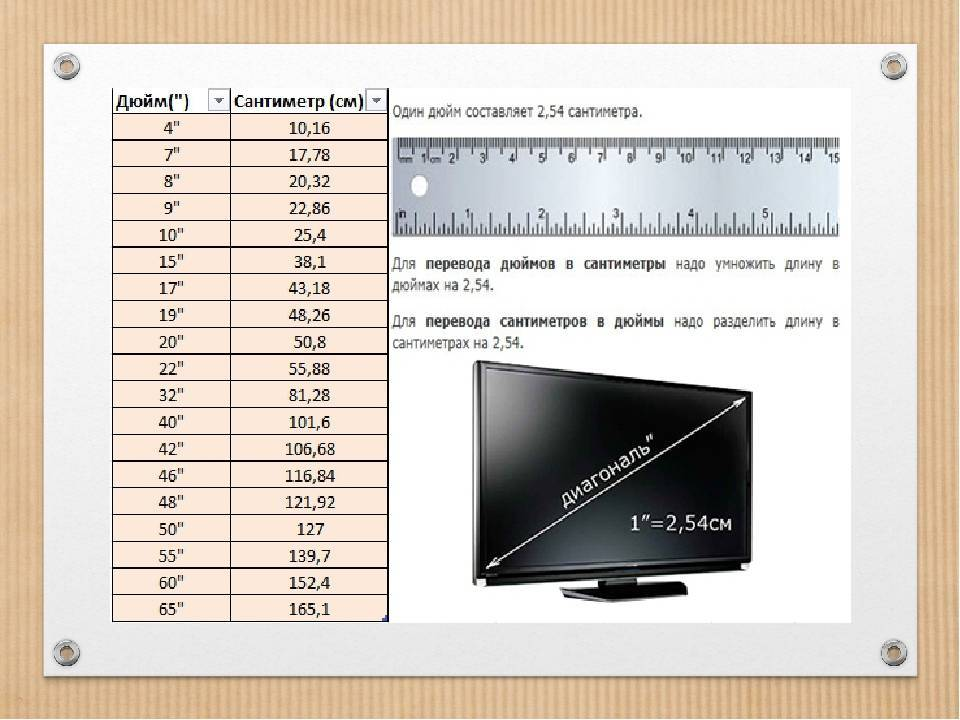 Дюйм(") Сантиметр (см)
4" 10,16
7" 17,78
8" 20,32
9" 22,86
10" 25,4
15" 38,1
17" 43,18
19" 48,26
20" 50,8
22" 55,88
32" 81,28
40" 101,6
42" 106,68
46" 116,84
48" 121,92
50" 127
55" 139,7
60" 152,4
65" 165,1
Один дюйм составляет 2,54 сантиметра.
mm 1 cm 2 3 4 5 6 7 8 9 10 11 12 13 14 15
in 1 2 3 4 5
Для перевода дюймов в сантиметры надо умножить длину в
дюймах на 2,54.
Для перевода сантиметров в дюймы надо разделить длину в
сантиметрах на 2,54.
диагональ"
1"=2,54см